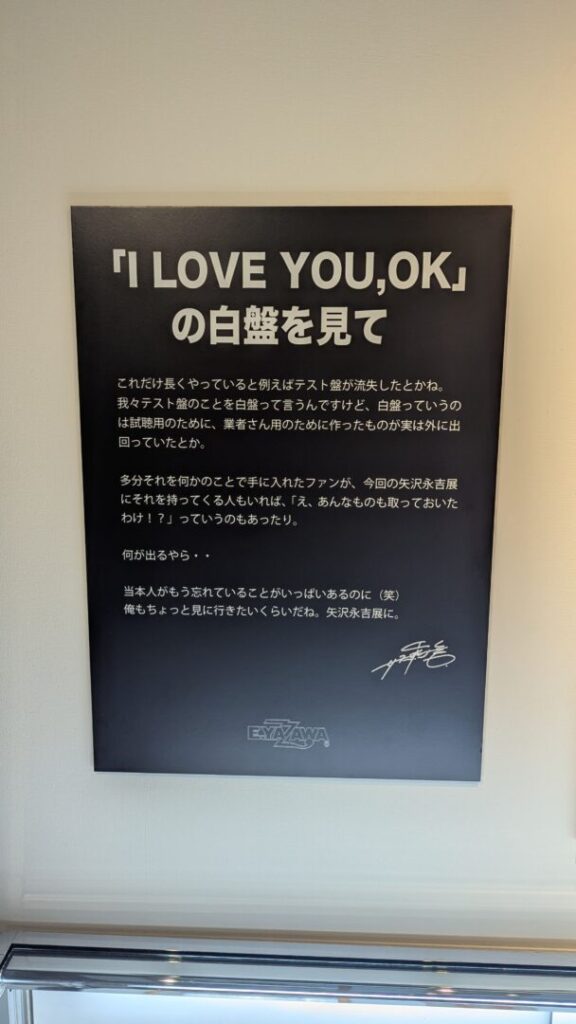 「I LOVE YOU,OK」
の白盤を見て
これだけ長くやっていると例えばテスト盤が流失したとかね。
我々テスト盤のことを白盤って言うんですけど、白盤っていうの
は試聴用のために、業者さん用のために作ったものが実は外に出
回っていたとか。
多分それを何かのことで手に入れたファンが、今回の矢沢永吉展
にそれを持ってくる人もいれば、「え、あんなものも取っておいた
わけ！？」っていうのもあったり。
何が出るやら・・
当本人がもう忘れていることがいっぱいあるのに（笑）
俺もちょっと見に行きたいくらいだね。矢沢永吉展に。
E.YAZAWA